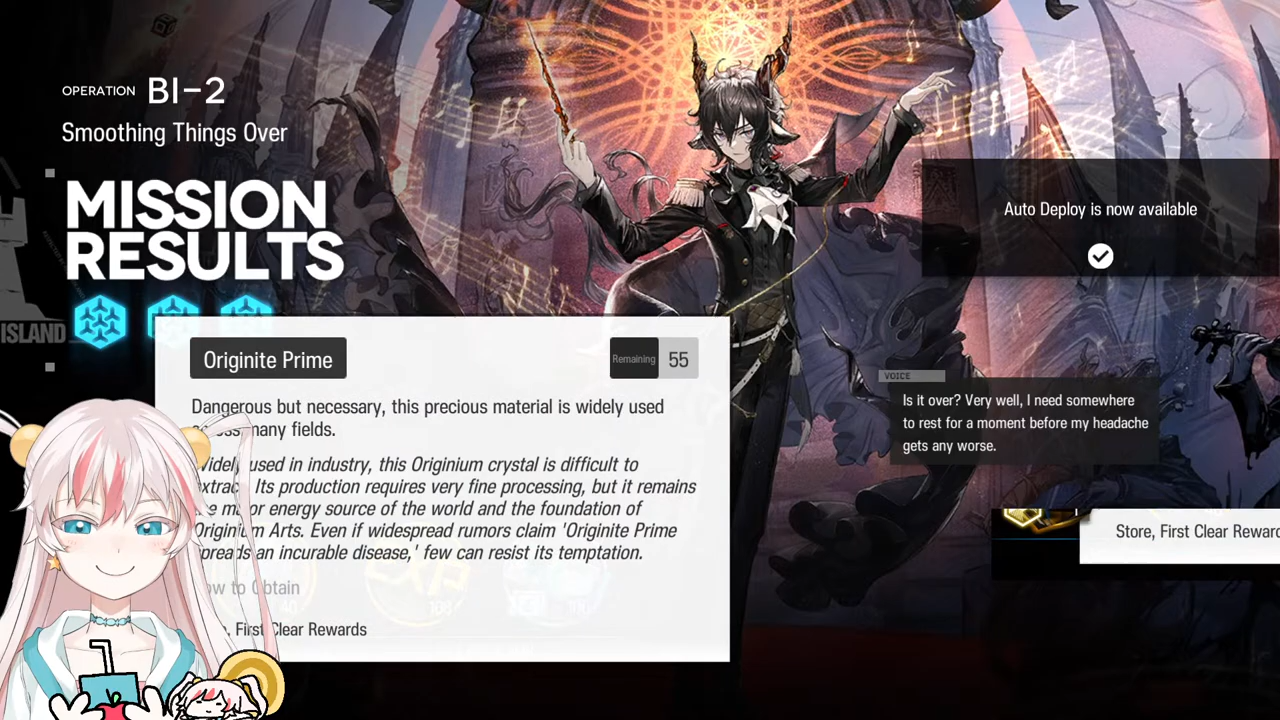 OPERATION BI-2
Smoothing Things Over
MISSION
RESULTS
ISLAND
Auto Deploy is now available
Originite Prime
Remaining 55
Dangerous but necessary, this precious material is widely used
many fields.
used in industry, this Originium crystal is difficult to
Its production requires very fine processing, but it remains
energy source of the world and the foundation of
Arts. Even if widespread rumors claim 'Originite Prime
an incurable disease,' few can resist its temptation.
to Obtain
First Clear Rewards
VOICE
Is it over? Very well, I need somewhere
to rest for a moment before my headache
gets any worse.
Store, First Clear Reward